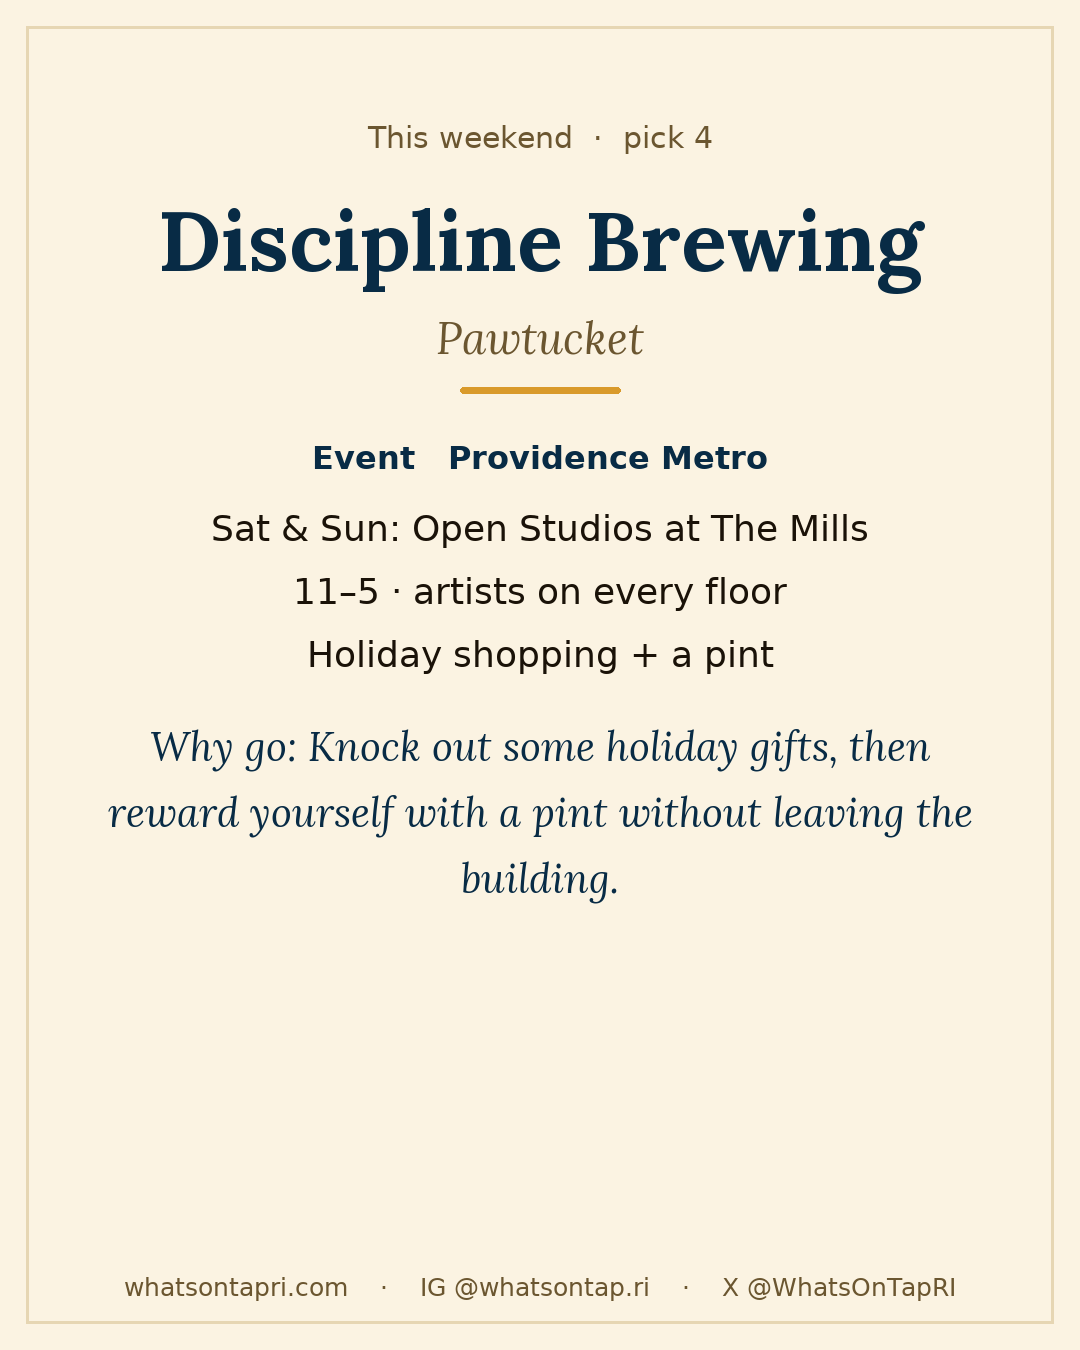 This weekend · pick 4
Discipline Brewing
Pawtucket
Event Providence Metro
Sat & Sun: Open Studios at The Mills
11–5 · artists on every floor
Holiday shopping + a pint
Why go: Knock out some holiday gifts, then
reward yourself with a pint without leaving the
building.
whatsontapri.com · IG @whatsontap.ri · X @WhatsOnTapRI